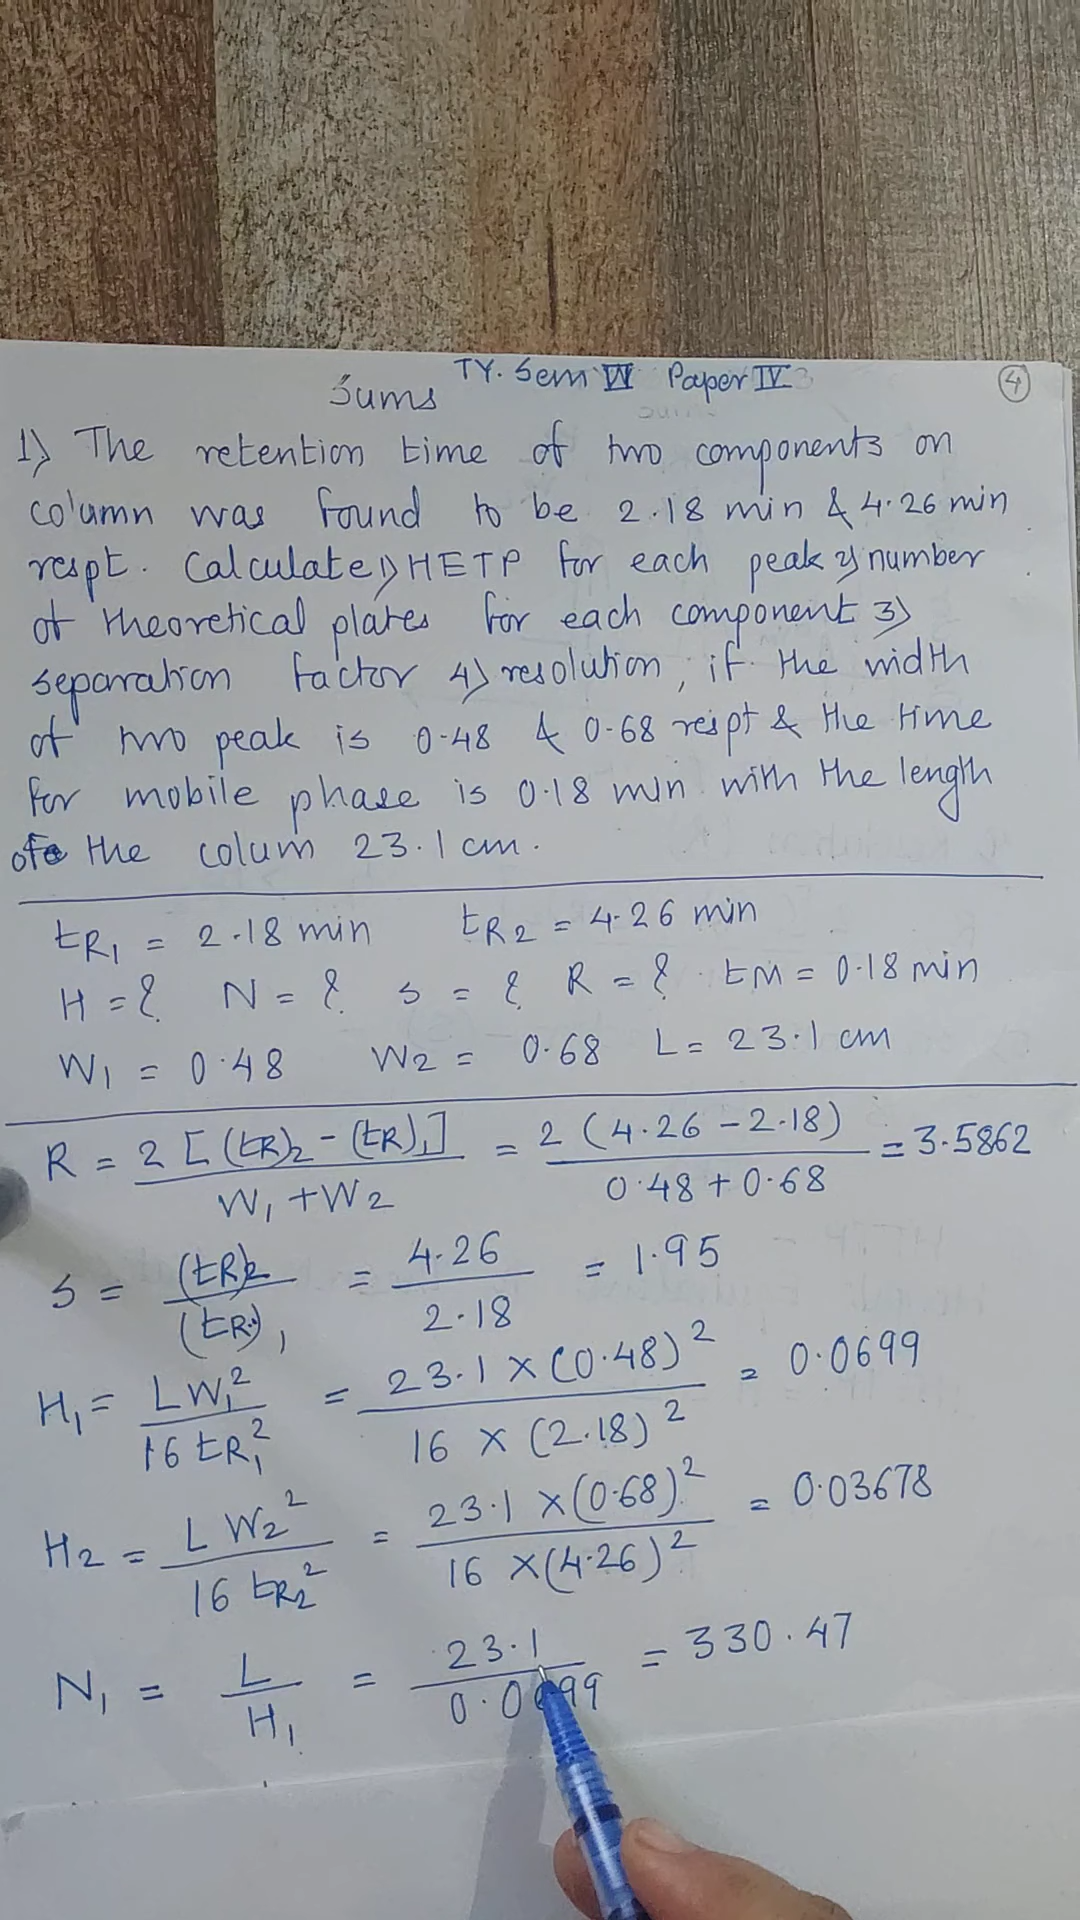 TY. Sem VI Paper IV
Sums
4
1) The retention time of two components on
column was found to be 2.18 min & 4.26 min
respt. Calculate 1) HETP for each peak 2) number
of theoretical plates for each component 3)
separation factor 4) resolution, if the width
of two peak is 0.48 & 0.68 respt & the time
for mobile phase is 0.18 min with the length
of the colum 23.1 cm.
tR1 = 2.18 min tR2 = 4.26 min
H = ? N = ? s = ? R = ? tM = 0.18 min
W1 = 0.48 W2 = 0.68 L = 23.1 cm
R = 2 [(tR)2 - (tR)1] / W1 + W2 = 2 (4.26 - 2.18) / 0.48 + 0.68 = 3.5862
S = (tR)2 / (tR)1 = 4.26 / 2.18 = 1.95
H1 = LW1² / 16 tR1² = 23.1 × (0.48)² / 16 × (2.18)² = 0.0699
H2 = L W2² / 16 tR2² = 23.1 × (0.68)² / 16 × (4.26)² = 0.03678
N1 = L / H1 = 23.1 / 0.0699 = 330.47